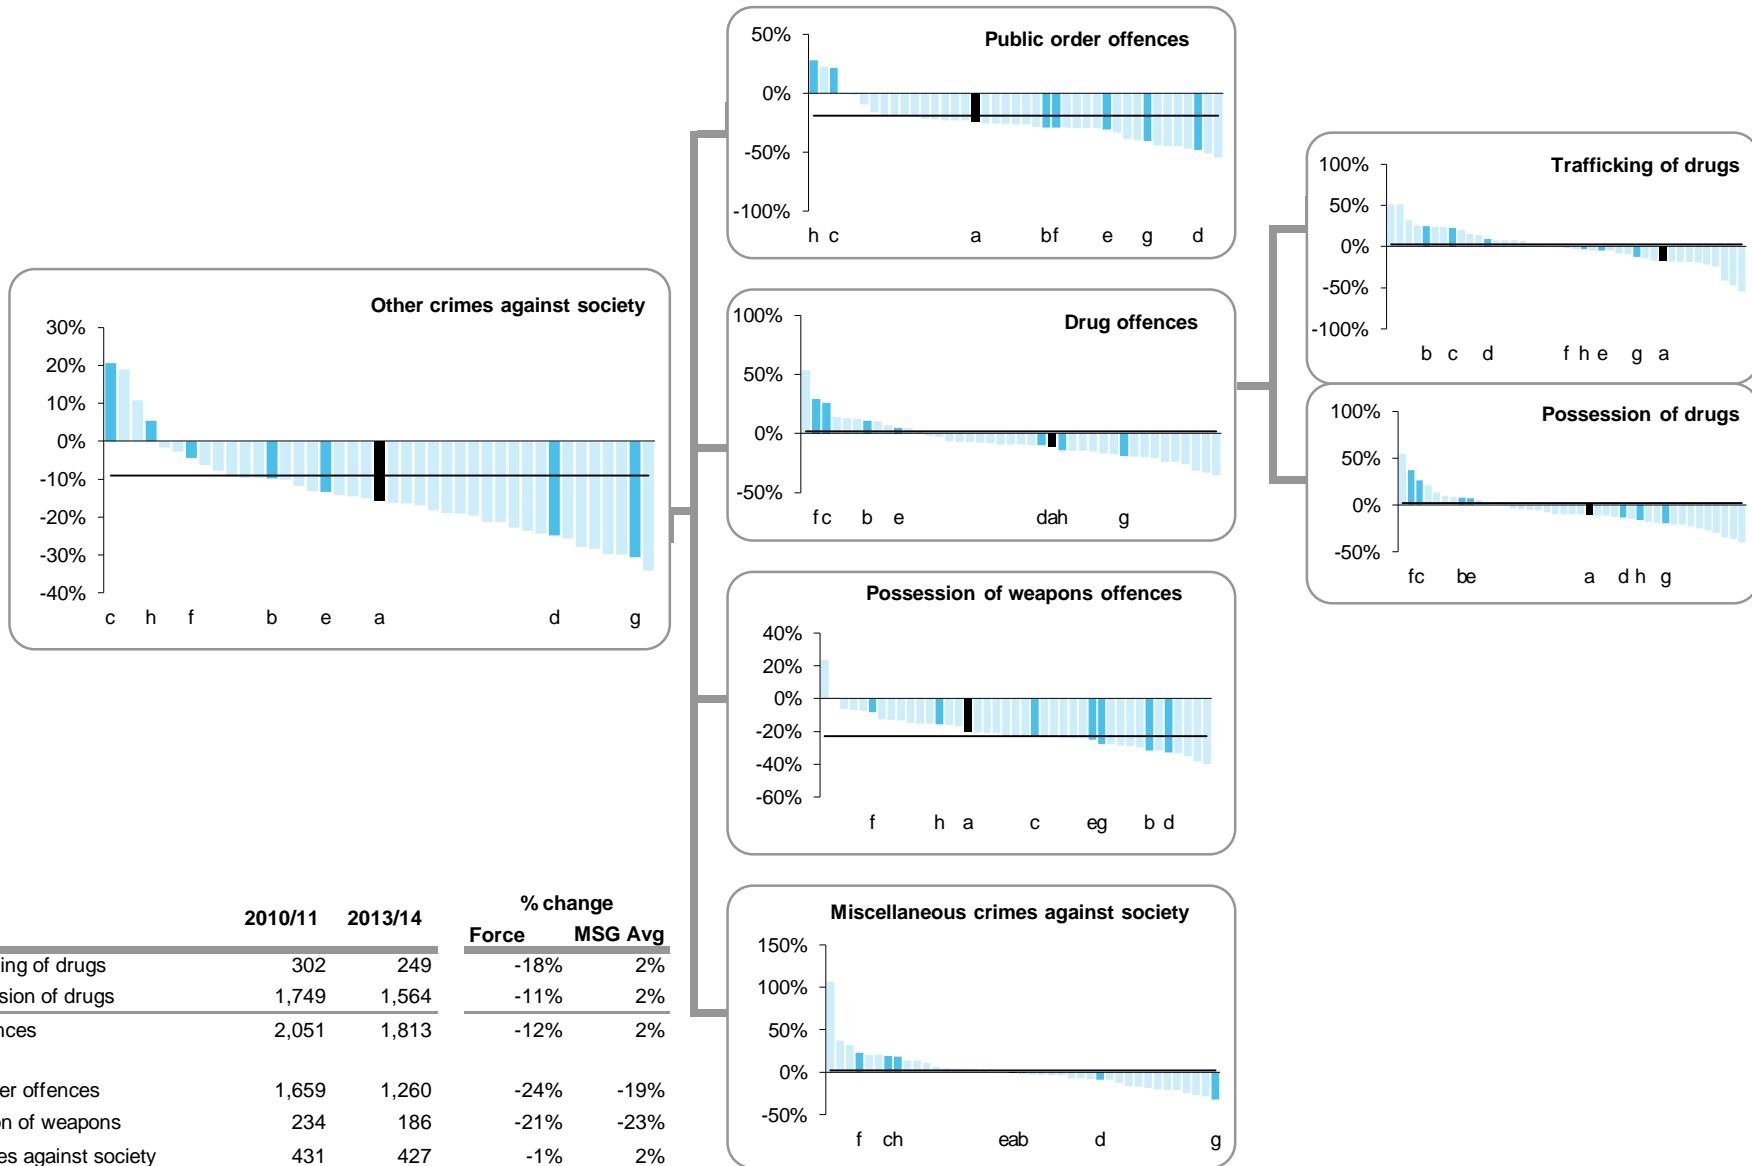 Public order offences
50%
0%
-50%
-100%
h c a bf e g d
Trafficking of drugs
100%
50%
0%
-50%
-100%
b c d f h e g a
Other crimes against society
30%
20%
10%
0%
-10%
-20%
-30%
-40%
c h f b e a d g
Drug offences
100%
50%
0%
-50%
fc b e dah g
Possession of drugs
100%
50%
0%
-50%
fc be a d h g
Possession of weapons offences
40%
20%
0%
-20%
-40%
-60%
f h a c eg b d
Miscellaneous crimes against society
150%
100%
50%
0%
-50%
f ch eab d g
2010/11 2013/14 % change
Force MSG Avg
ing of drugs 302 249 -18% 2%
sion of drugs 1,749 1,564 -11% 2%
nces 2,051 1,813 -12% 2%
er offences 1,659 1,260 -24% -19%
on of weapons 234 186 -21% -23%
es against society 431 427 -1% 2%